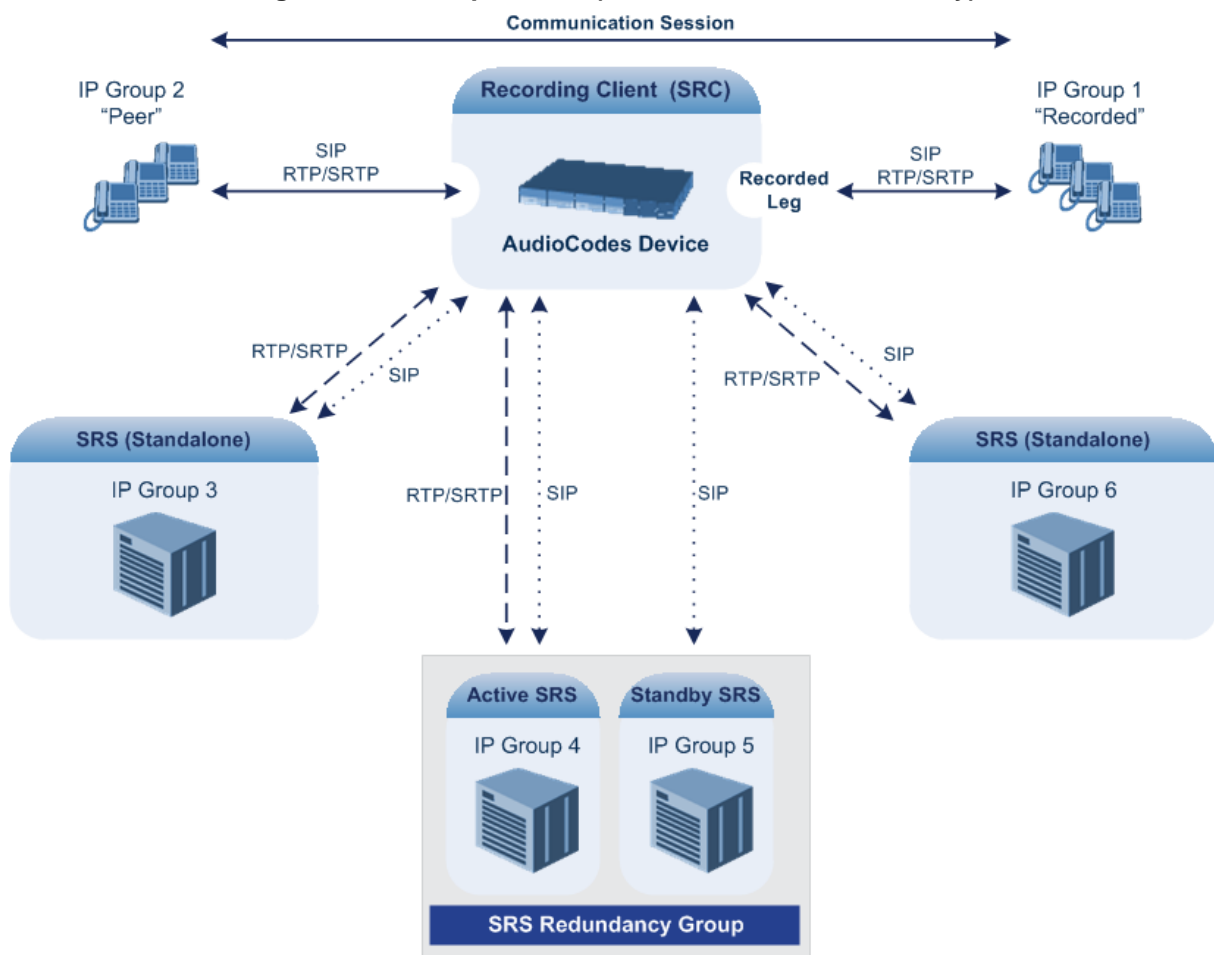 Communication Session
IP Group 2
“Peer”
Recording Client (SRC)
IP Group 1
“Recorded”
SIP
RTP/SRTP
Recorded
Leg
SIP
RTP/SRTP
AudioCodes Device
RTP/SRTP
SIP
SIP
RTP/SRTP
SRS (Standalone)
IP Group 3
RTP/SRTP
SIP
SIP
SRS (Standalone)
IP Group 6
Active SRS
IP Group 4
Standby SRS
IP Group 5
SRS Redundancy Group